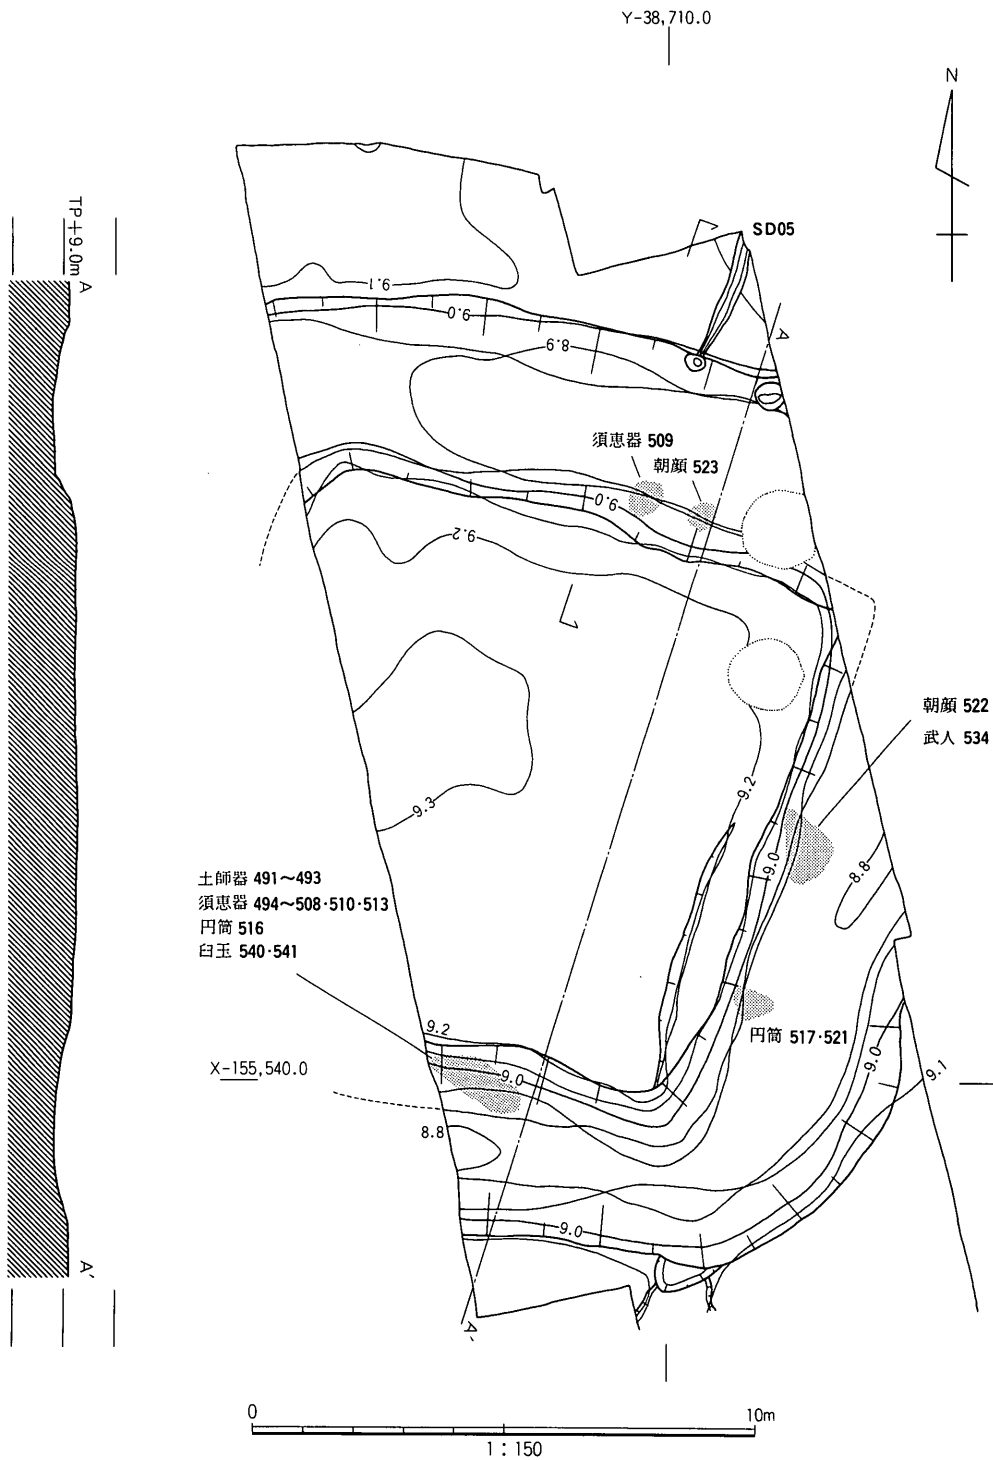 Y-38,710.0
N
TP+9.0m
A
SD05
9.1
9.0
8.9
A
須恵器 509
朝顔 523
9.0
9.2
朝顔 522
武人 534
9.2
9.3
9.0
8.8
土師器 491〜493
須恵器 494〜508·510·513
円筒 516
臼玉 540·541
9.2
円筒 517·521
X-155,540.0
9.0
9.0
9.1
8.8
9.0
A'
A'
0
10m
1：150